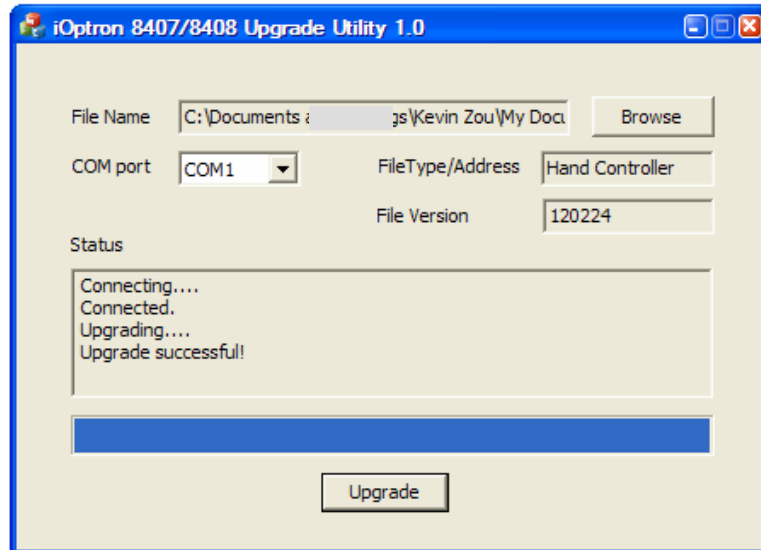 iOptron 8407/8408 Upgrade Utility 1.0
File Name C:\Documents gs\Kevin Zou\My Docu Browse
COM port COM1 FileType/Address Hand Controller
File Version 120224
Status
Connecting....
Connected.
Upgrading....
Upgrade successful!
Upgrade